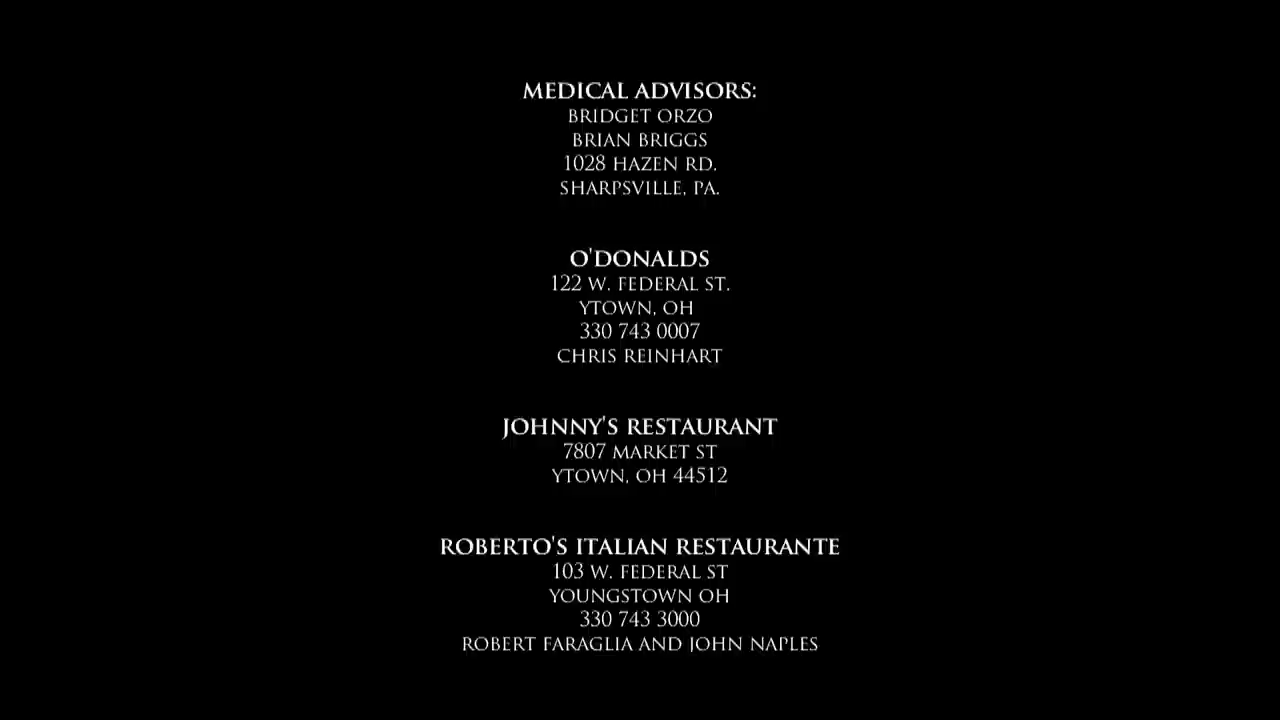 MEDICAL ADVISORS:
BRIDGET ORZO
BRIAN BRIGGS
1028 HAZEN RD.
SHARPSVILLE, PA.
O'DONALDS
122 W. FEDERAL ST.
YTOWN, OH
330 743 0007
CHRIS REINHART
JOHNNY'S RESTAURANT
7807 MARKET ST
YTOWN, OH 44512
ROBERTO'S ITALIAN RESTAURANTE
103 W. FEDERAL ST
YOUNGSTOWN OH
330 743 3000
ROBERT FARAGLIA AND JOHN NAPLES